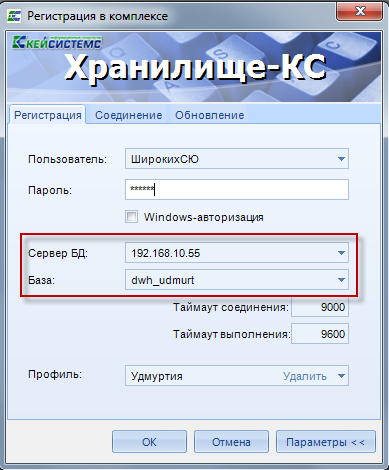 Регистрация в комплексе
КЕЙСИСТЕМС
Хранилище-КС
Регистрация Соединение Обновление
Пользователь: ШирокихСЮ
Пароль: ******
Windows-авторизация
Сервер БД: 192.168.10.55
База: dwh_udmurt
Таймаут соединения: 9000
Таймаут выполнения: 9600
Профиль: Удмуртия Удалить
ОК Отмена Параметры <<